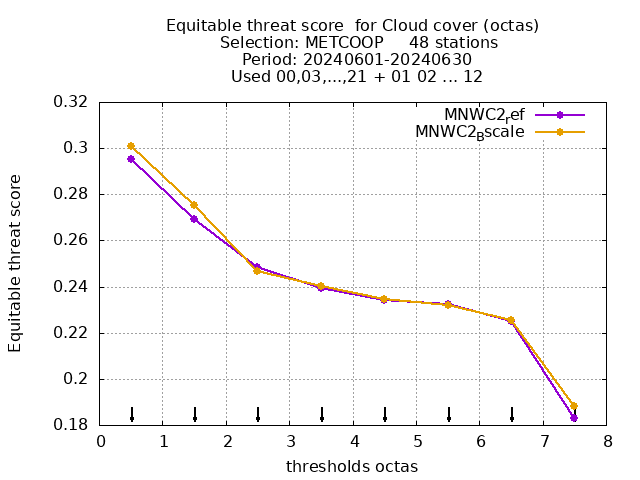 Equitable threat score  for Cloud cover (octas)
Selection: METCOOP     48 stations
Period: 20240601-20240630
Used 00,03,...,21 + 01 02 ... 12
MNWC2ref
MNWC2Bscale
0.32
0.3
0.28
0.26
0.24
0.22
0.2
0.18
Equitable threat score
0 1 2 3 4 5 6 7 8
thresholds octas